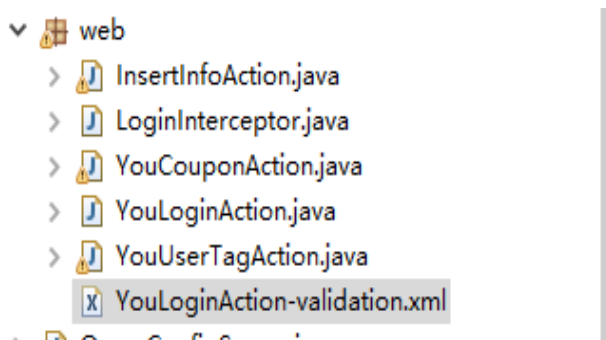 web
InsertInfoAction.java
LoginInterceptor.java
YouCouponAction.java
YouLoginAction.java
YouUserTagAction.java
YouLoginAction-validation.xml